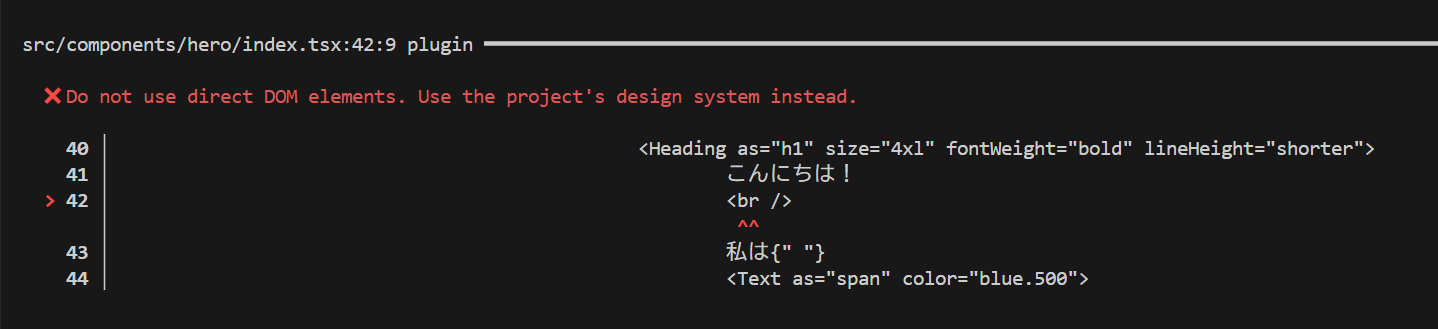 src/components/hero/index.tsx:42:9 plugin
❌Do not use direct DOM elements. Use the project's design system instead.
40 │ <Heading as="h1" size="4xl" fontWeight="bold" lineHeight="shorter">
41 │ こんにちは！
> 42 │ <br />
^^
43 │ 私は{" "}
44 │ <Text as="span" color="blue.500">